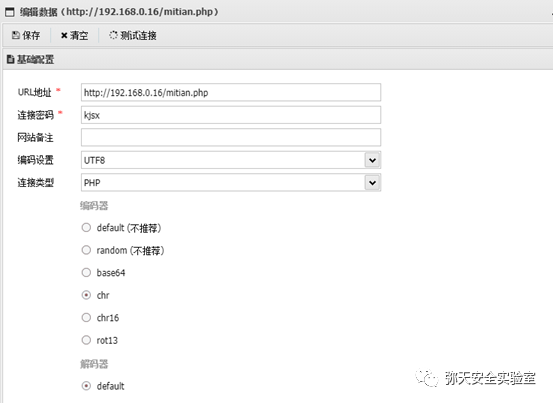 编辑数据(http://192.168.0.16/mitian.php)
保存 清空 测试连接
基础配置
URL地址 * http://192.168.0.16/mitian.php
连接密码 * kjsx
网站备注
编码设置 UTF8
连接类型 PHP
编码器
default (不推荐)
random (不推荐)
base64
chr
chr16
rot13
解码器
default
弥天安全实验室